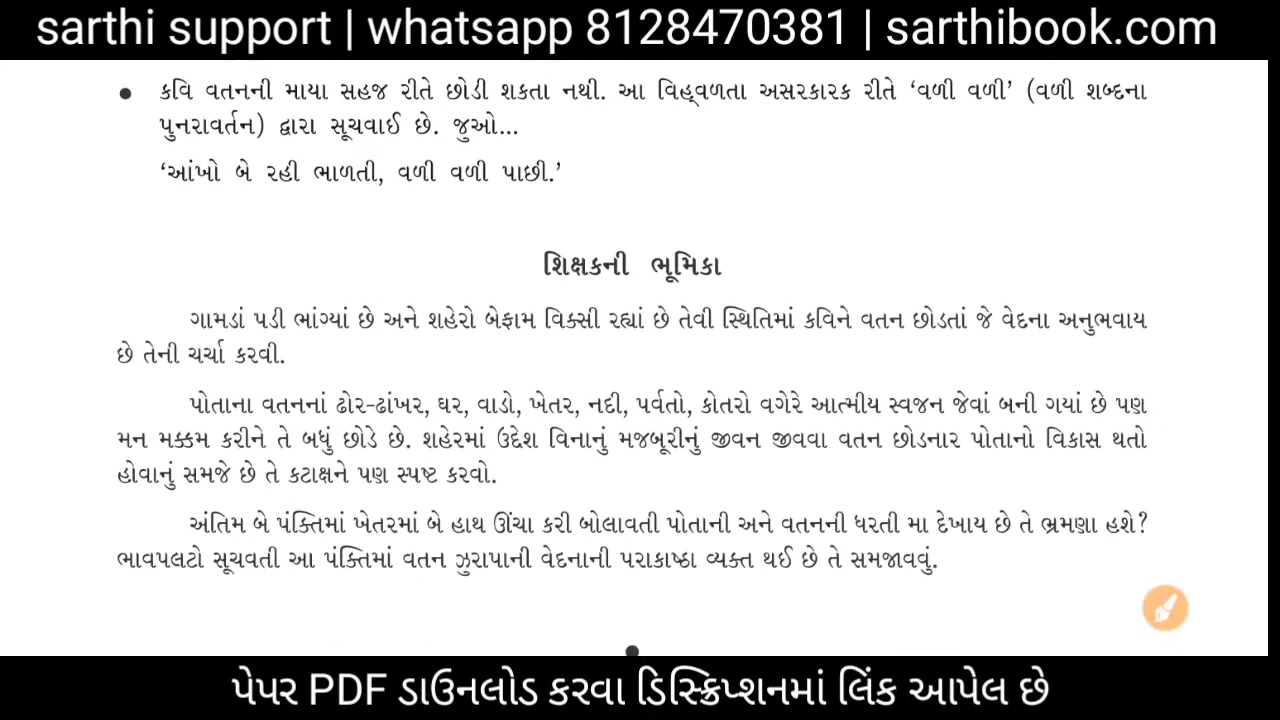 sarthi support | whatsapp 8128470381 | sarthibook.com
● કવિ વતનની માયા સહજ રીતે છોડી શકતા નથી. આ વિહ્વળતા અસરકારક રીતે ‘વળી વળી’ (વળી શબ્દના
પુનરાવર્તન) દ્વારા સૂચવાઈ છે. જુઓ...
‘આંખો બે રહી ભાળતી, વળી વળી પાછી.’
શિક્ષકની ભૂમિકા
ગામડાં પડી ભાંગ્યાં છે અને શહેરો બેફામ વિક્સી રહ્યાં છે તેવી સ્થિતિમાં કવિને વતન છોડતાં જે વેદના અનુભવાય
છે તેની ચર્ચા કરવી.
પોતાના વતનનાં ઢોર-ઢાંખર, ઘર, વાડો, ખેતર, નદી, પર્વતો, કોતરો વગેરે આત્મીય સ્વજન જેવાં બની ગયાં છે પણ
મન મક્કમ કરીને તે બધું છોડે છે. શહેરમાં ઉદ્દેશ વિનાનું મજબૂરીનું જીવન જીવવા વતન છોડનાર પોતાનો વિકાસ થતો
હોવાનું સમજે છે તે કટાક્ષને પણ સ્પષ્ટ કરવો.
અંતિમ બે પંક્તિમાં ખેતરમાં બે હાથ ઊંચા કરી બોલાવતી પોતાની અને વતનની ધરતી મા દેખાય છે તે ભ્રમણા હશે?
ભાવપલટો સૂચવતી આ પંક્તિમાં વતન ઝુરાપાની વેદનાની પરાકાષ્ઠા વ્યક્ત થઈ છે તે સમજાવવું.
પેપર PDF ડાઉનલોડ કરવા ડિસ્ક્રિપ્શનમાં લિંક આપેલ છે